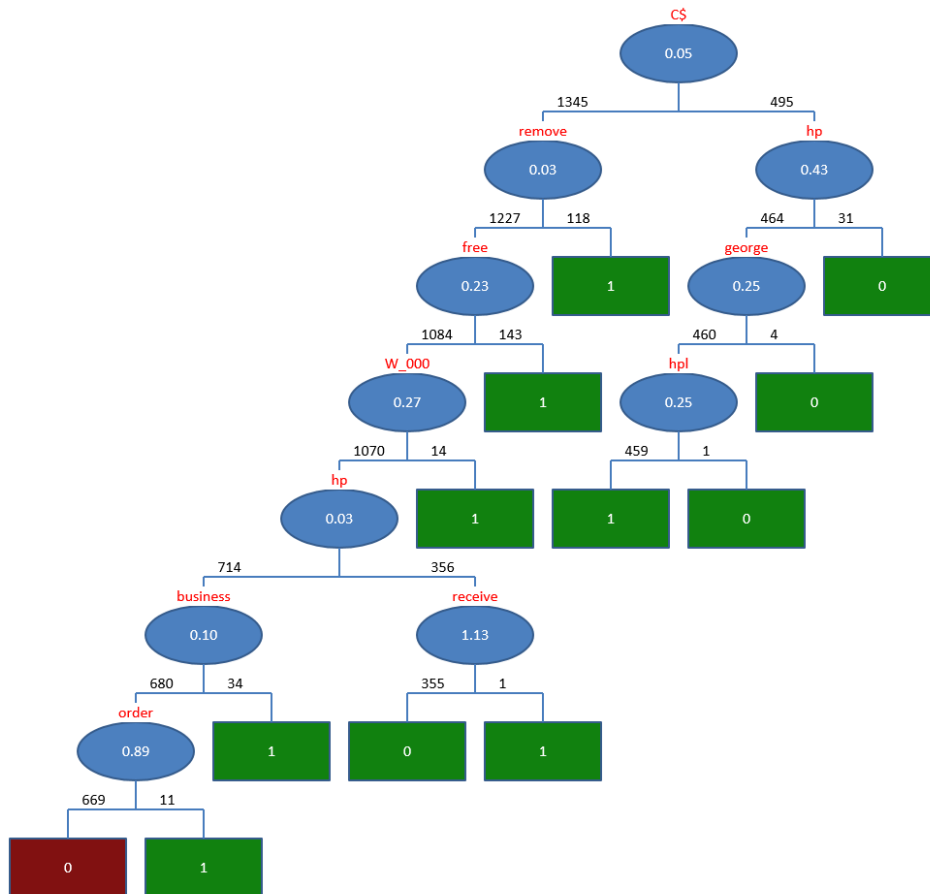 C$
0.05
1345 495
remove hp
0.03 0.43
1227 118 464 31
free george
0.23 1 0.25 0
1084 143 460 4
W_000 hpl
0.27 1 0.25 0
1070 14 459 1
hp
0.03 1 1 0
714 356
business receive
0.10 1.13
680 34 355 1
order
0.89 1 0 1
669 11
0 1